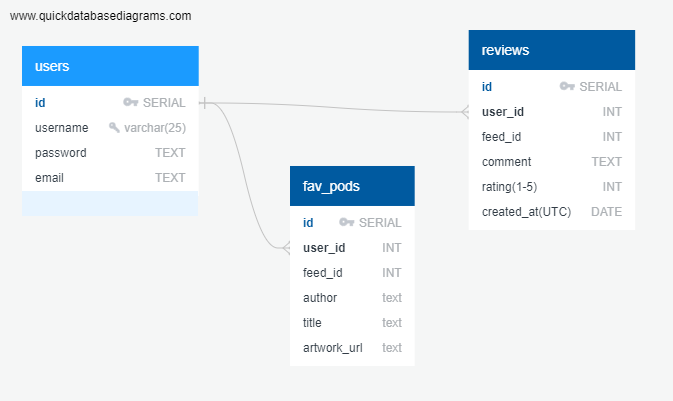 www.quickdatabasediagrams.com
users
id SERIAL
username varchar(25)
password TEXT
email TEXT
reviews
id SERIAL
user_id INT
feed_id INT
comment TEXT
rating(1-5) INT
created_at(UTC) DATE
fav_pods
id SERIAL
user_id INT
feed_id INT
author text
title text
artwork_url text